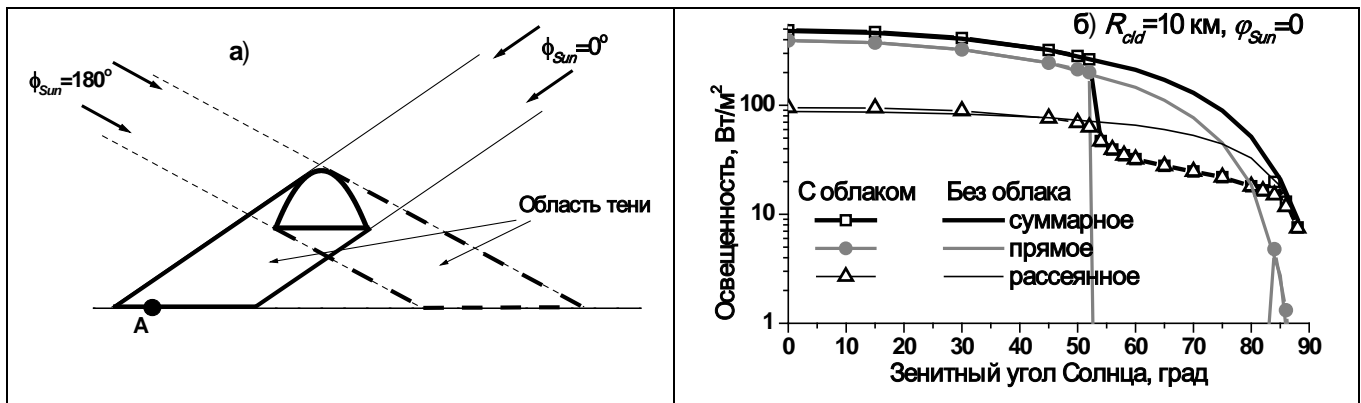 а)
ϕSun=180°
ϕSun=0°
Область тени
A
б) Rcld=10 км, φSun=0
Освещенность, Вт/м²
100
10
1
С облаком Без облака
суммарное
прямое
рассеянное
0 10 20 30 40 50 60 70 80 90
Зенитный угол Солнца, град